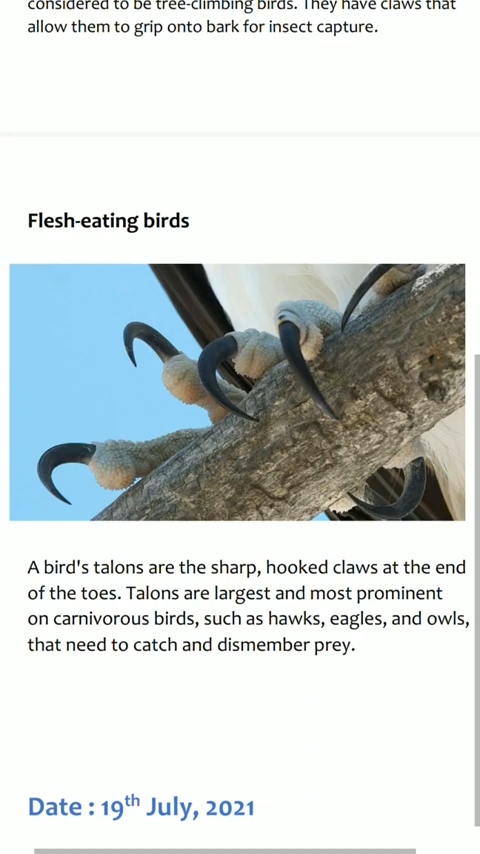 considered to be tree-climbing birds. They have claws that
allow them to grip onto bark for insect capture.
Flesh-eating birds
A bird's talons are the sharp, hooked claws at the end
of the toes. Talons are largest and most prominent
on carnivorous birds, such as hawks, eagles, and owls,
that need to catch and dismember prey.
Date : 19th July, 2021